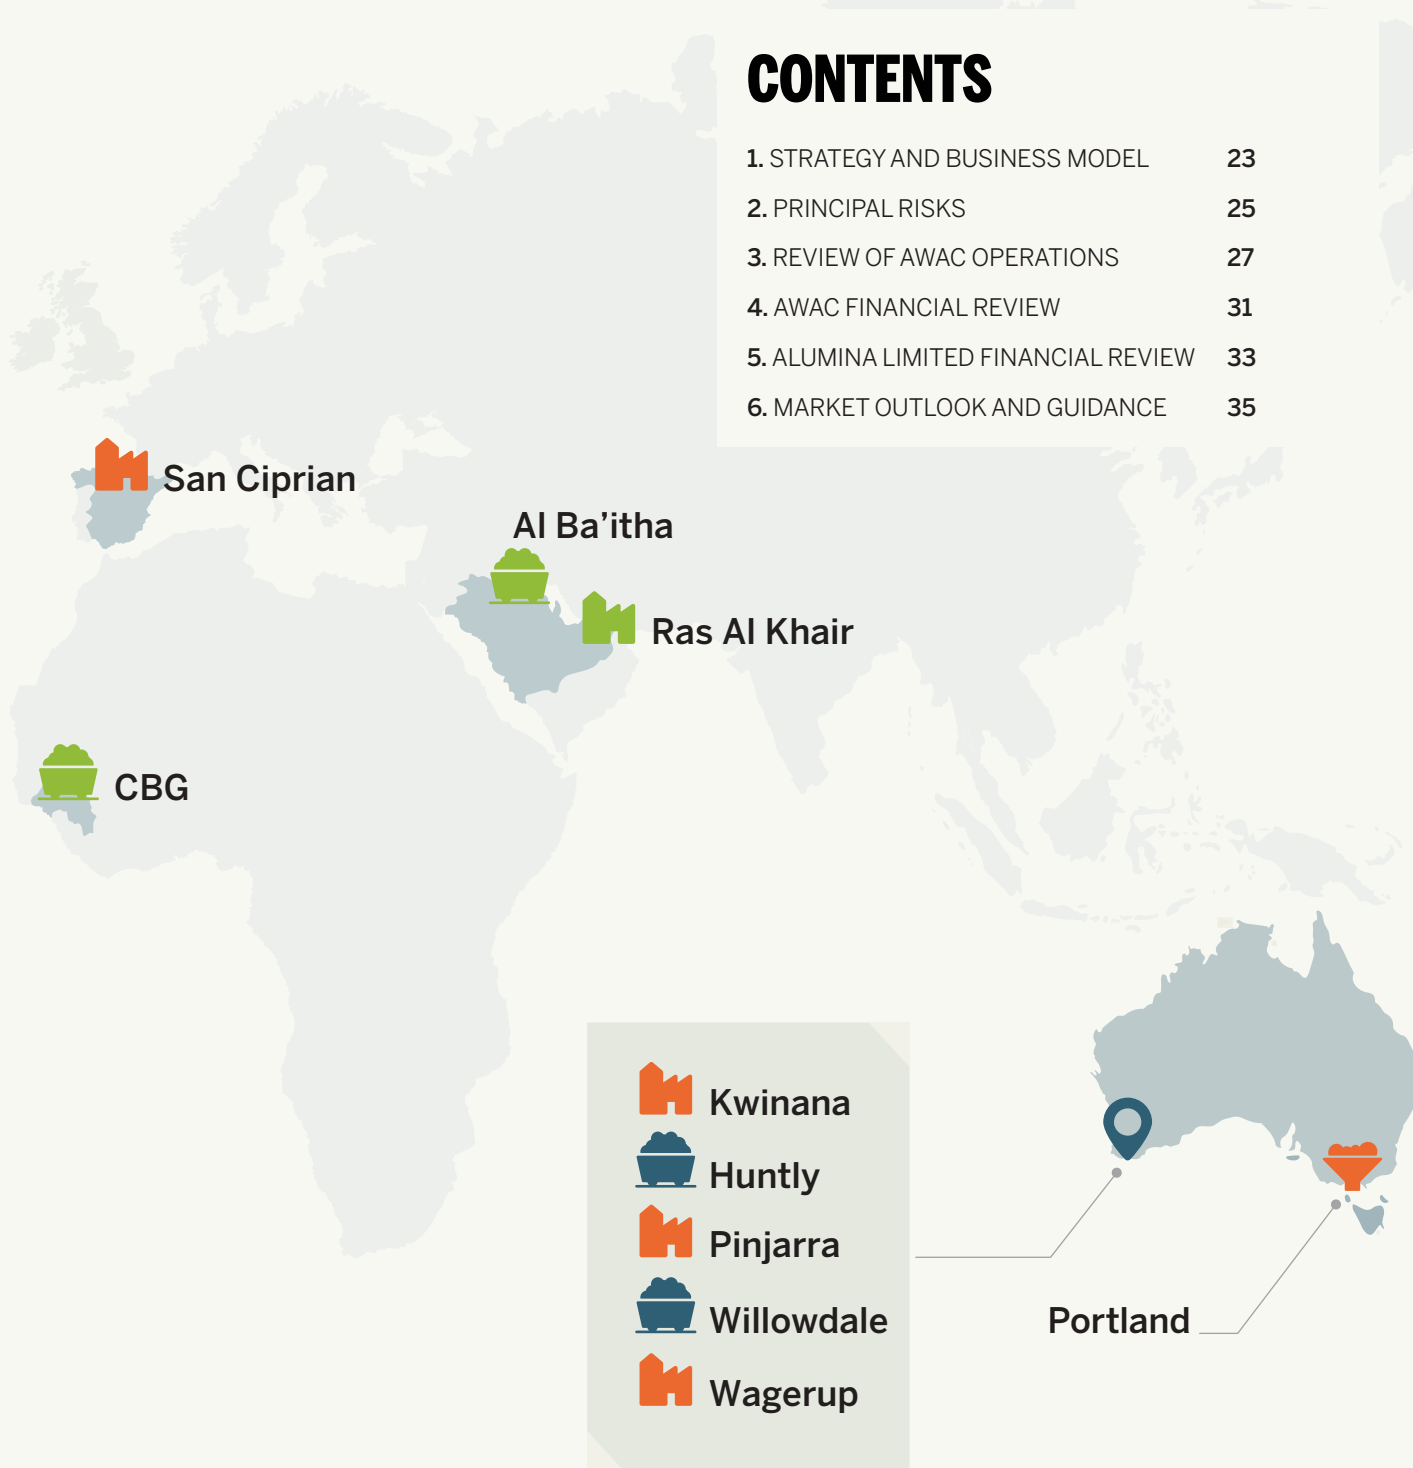 CONTENTS
1. STRATEGY AND BUSINESS MODEL 23
2. PRINCIPAL RISKS 25
3. REVIEW OF AWAC OPERATIONS 27
4. AWAC FINANCIAL REVIEW 31
5. ALUMINA LIMITED FINANCIAL REVIEW 33
6. MARKET OUTLOOK AND GUIDANCE 35
San Ciprian
Al Ba’itha
Ras Al Khair
CBG
Kwinana
Huntly
Pinjarra
Willowdale
Wagerup
Portland